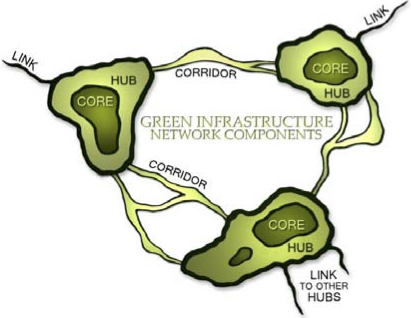 LINK
LINK
HUB
CORE
CORRIDOR
CORE
HUB
GREEN INFRASTRUCTURE
NETWORK COMPONENTS
CORRIDOR
CORE
HUB
LINK
TO OTHER
HUBS